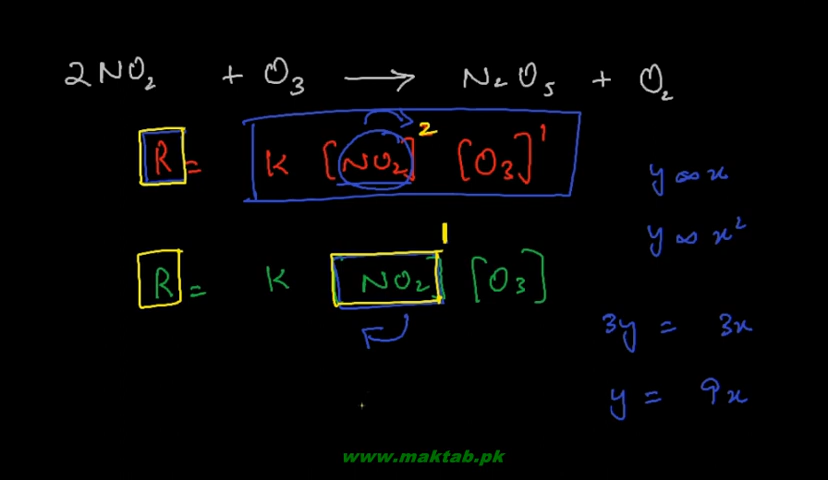 2NO₂ + O₃ → N₂O₅ + O₂
R = K [NO₂]² [O₃]¹
y ∝ x
y ∝ x²
R = K [NO₂]¹ [O₃]
3y = 3x
y = 9x
www.maktab.pk